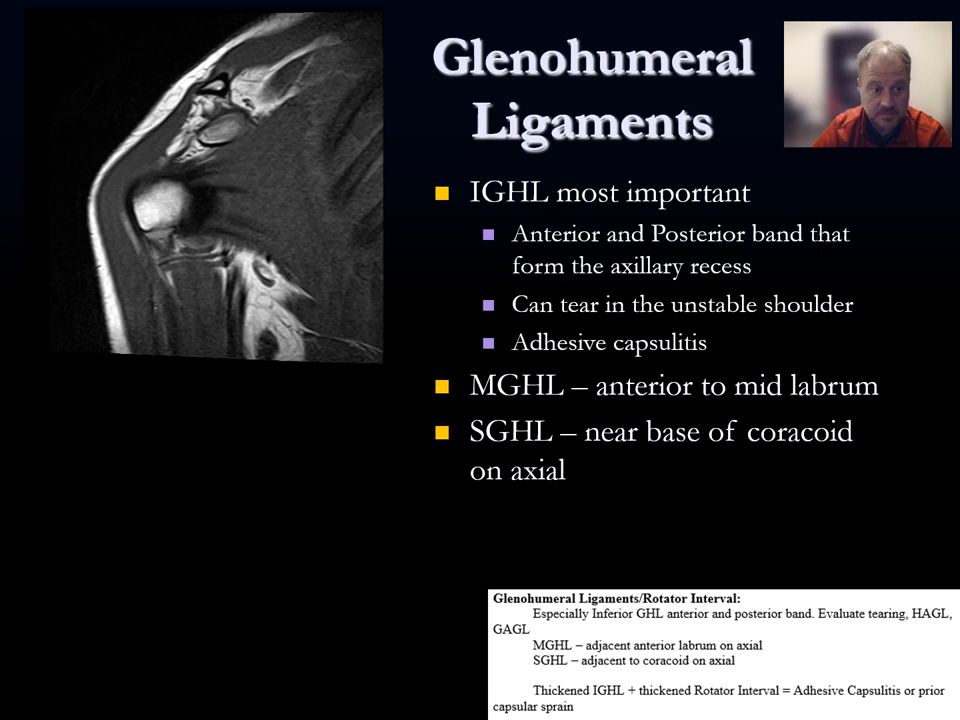 Glenohumeral
Ligaments
IGHL most important
Anterior and Posterior band that
form the axillary recess
Can tear in the unstable shoulder
Adhesive capsulitis
MGHL – anterior to mid labrum
SGHL – near base of coracoid
on axial
Glenohumeral Ligaments/Rotator Interval:
Especially Inferior GHL anterior and posterior band. Evaluate tearing, HAGL,
GAGL
MGHL – adjacent anterior labrum on axial
SGHL – adjacent to coracoid on axial
Thickened IGHL + thickened Rotator Interval = Adhesive Capsulitis or prior
capsular sprain